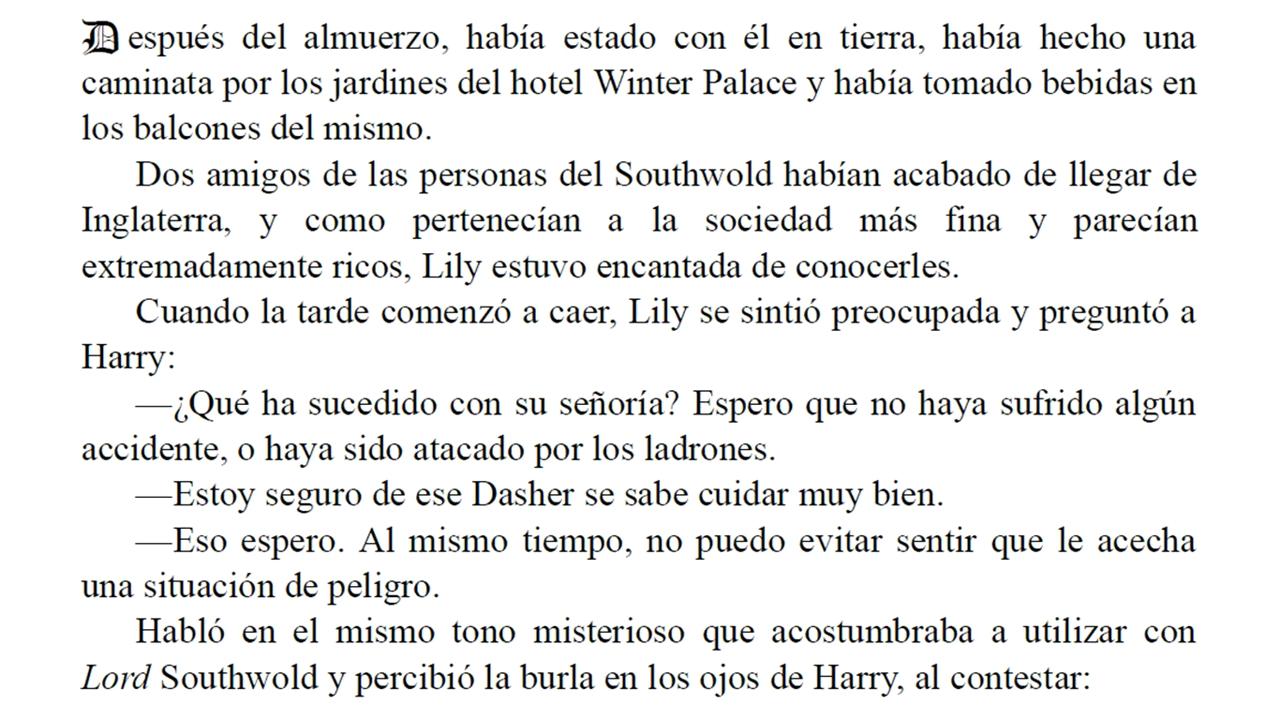 Después del almuerzo, había estado con él en tierra, había hecho una
caminata por los jardines del hotel Winter Palace y había tomado bebidas en
los balcones del mismo.
Dos amigos de las personas del Southwold habían acabado de llegar de
Inglaterra, y como pertenecían a la sociedad más fina y parecían
extremadamente ricos, Lily estuvo encantada de conocerles.
Cuando la tarde comenzó a caer, Lily se sintió preocupada y preguntó a
Harry:
—¿Qué ha sucedido con su señoría? Espero que no haya sufrido algún
accidente, o haya sido atacado por los ladrones.
—Estoy seguro de ese Dasher se sabe cuidar muy bien.
—Eso espero. Al mismo tiempo, no puedo evitar sentir que le acecha
una situación de peligro.
Habló en el mismo tono misterioso que acostumbraba a utilizar con
Lord Southwold y percibió la burla en los ojos de Harry, al contestar: